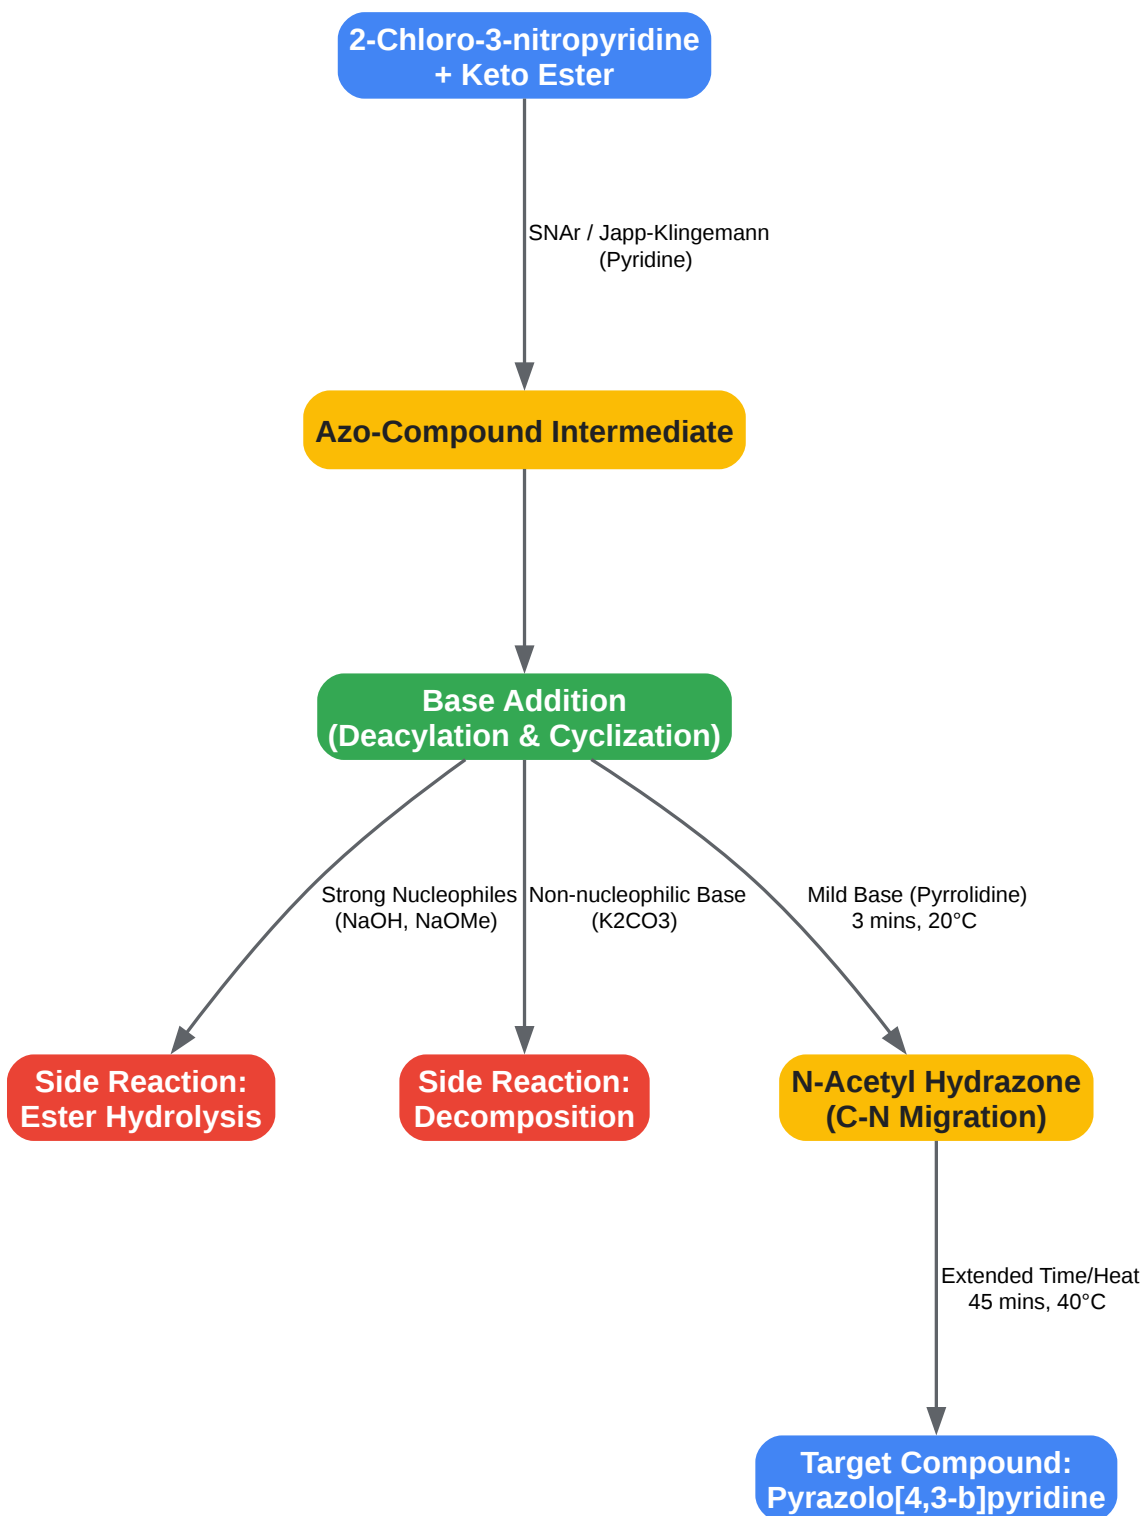 2-Chloro-3-nitropyridine
+ Keto Ester
SNAr / Japp-Klingemann
(Pyridine)
Azo-Compound Intermediate
Base Addition
(Deacylation & Cyclization)
Strong Nucleophiles
(NaOH, NaOMe)
Non-nucleophilic Base
(K2CO3)
Mild Base (Pyrrolidine)
3 mins, 20°C
Side Reaction:
Ester Hydrolysis
Side Reaction:
Decomposition
N-Acetyl Hydrazone
(C-N Migration)
Extended Time/Heat
45 mins, 40°C
Target Compound:
Pyrazolo[4,3-b]pyridine